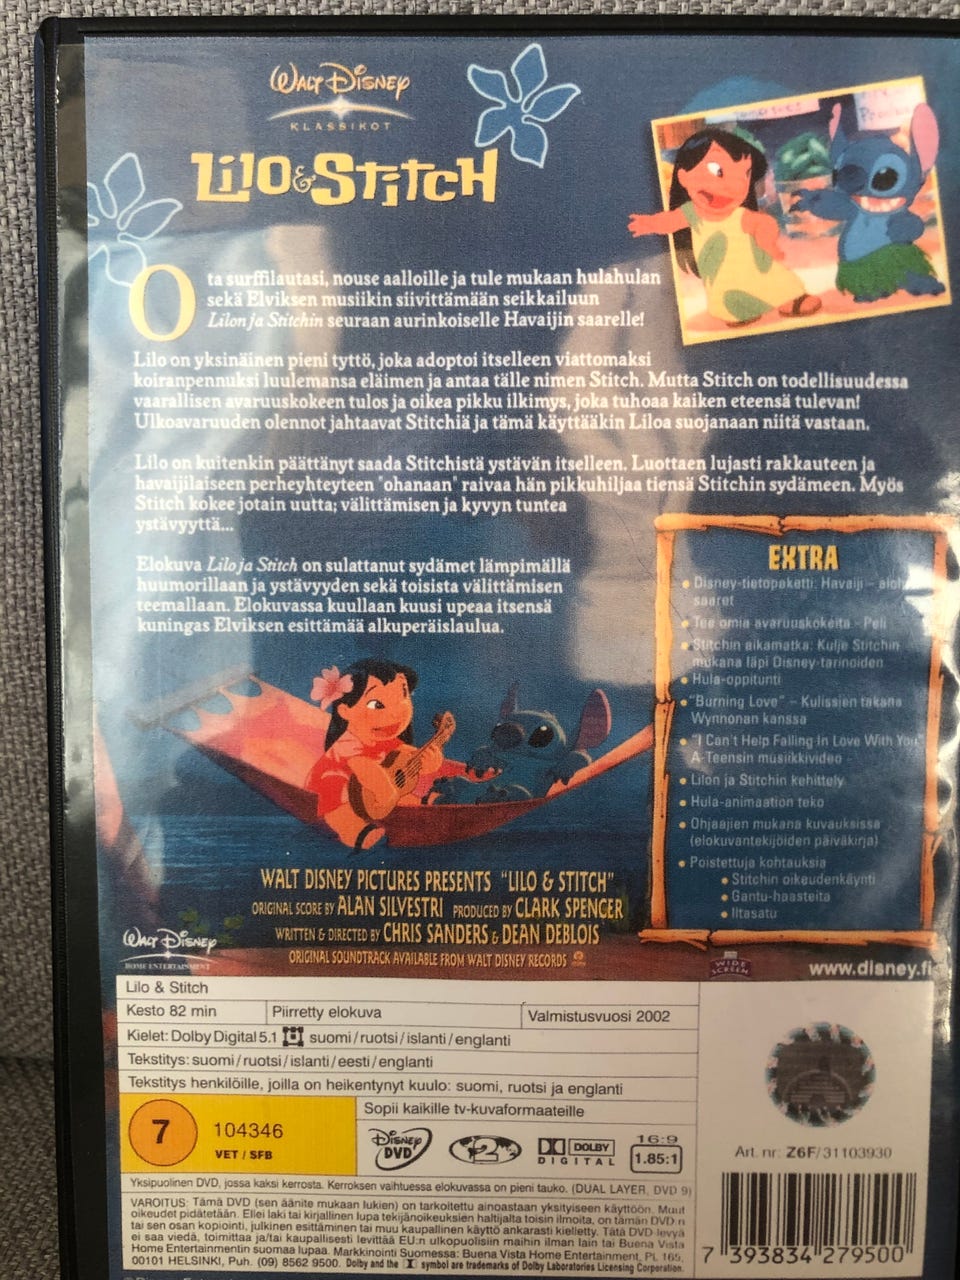 WALT DISNEY
KLASSIKOT
LILO & STITCH
Ota surffilautasi, nouse aalloille ja tule mukaan hulahulan
sekä Elviksen musiikin siivittämään seikkailuun
Lilon ja Stitchin seuraan aurinkoiselle Havaijin saarelle!
Lilo on yksinäinen pieni tyttö, joka adoptoi itselleen viattomaksi
koiranpennuksi luulemansa eläimen ja antaa tälle nimen Stitch. Mutta Stitch on todellisuudessa
vaarallisen avaruuskokeen tulos ja oikea pikku ilkimys, joka tuhoaa kaiken eteensä tulevan!
Ulkoavaruuden olennot jahtaavat Stitchiä ja tämä käyttääkin Liloa suojanaan niitä vastaan.
Lilo on kuitenkin päättänyt saada Stitchistä ystävän itselleen. Luottaen lujasti rakkauteen ja
havaijilaiseen perheyhteyteen "ohanaan" raivaa hän pikkuhiljaa tiensä Stitchin sydämeen. Myös
Stitch kokee jotain uutta; välittämisen ja kyvyn tuntea
ystävyyttä...
Elokuva Lilo ja Stitch on sulattanut sydämet lämpimällä
huumorillaan ja ystävyyden sekä toisista välittämisen
teemallaan. Elokuvassa kuullaan kuusi upeaa itsensä
kuningas Elviksen esittämää alkuperäislaulua.
EXTRA
• Disney-tietopaketti: Havaiji – aloh
saaret
• Tee omia avaruuskokeita - Peli
• Stitchin aikamatka: Kulje Stitchin
mukana läpi Disney-tarinoiden
• Hula-oppitunti
• "Burning Love" – Kulissien takana
Wynnonan kanssa
• "I Can't Help Falling In Love With You"
A-Teensin musiikkivideo
• Lilon ja Stitchin kehittely
• Hula-animaation teko
• Ohjaajien mukana kuvauksissa
(elokuvantekijöiden päiväkirja)
• Poistettuja kohtauksia
• Stitchin oikeudenkäynti
• Gantu-haasteita
• Iltasatu
WALT DISNEY PICTURES PRESENTS "LILO & STITCH"
ORIGINAL SCORE BY ALAN SILVESTRI PRODUCED BY CLARK SPENCER
WRITTEN & DIRECTED BY CHRIS SANDERS & DEAN DEBLOIS
ORIGINAL SOUNDTRACK AVAILABLE FROM WALT DISNEY RECORDS
WALT DISNEY
HOME ENTERTAINMENT
WIDE
SCREEN
www.disney.fi
Lilo & Stitch
Kesto 82 min Piirretty elokuva Valmistusvuosi 2002
Kielet: Dolby Digital 5.1 suomi/ruotsi/islanti/englanti
Tekstitys: suomi/ruotsi/islanti/eesti/englanti
Tekstitys henkilöille, joilla on heikentynyt kuulo: suomi, ruotsi ja englanti
7
104346
VET / SFB
Sopii kaikille tv-kuvaformaateille
DISNEY
DVD
2
DOLBY
DIGITAL
16:9
1.85:1
Art. nr: Z6F/31103930
Yksipuolinen DVD, jossa kaksi kerrosta. Kerroksen vaihtuessa elokuvassa on pieni tauko. (DUAL LAYER, DVD 9)
VAROITUS: Tämä DVD (sen äänite mukaan lukien) on tarkoitettu ainoastaan yksityiseen käyttöön. Muut
oikeudet pidätetään. Ellei laki tai kirjallinen lupa tekijänoikeuksien haltijalta toisin ilmoita, on tämän DVD:n
tai sen osan kopiointi, julkinen esittäminen tai muu kaupallinen käyttö ankarasti kielletty. Tätä DVD-levyä
ei saa viedä, toimittaa ja/tai kaupallisesti levittää EU:n ulkopuolisiin maihin ilman lain tai Buena Vista
Home Entertainmentin suomaa lupaa. Markkinointi Suomessa: Buena Vista Home Entertainment, PL 165,
00101 HELSINKI, Puh. (09) 8562 9500. Dolby and the symbol are trademarks of Dolby Laboratories Licensing Corporation.
7 393834 279500